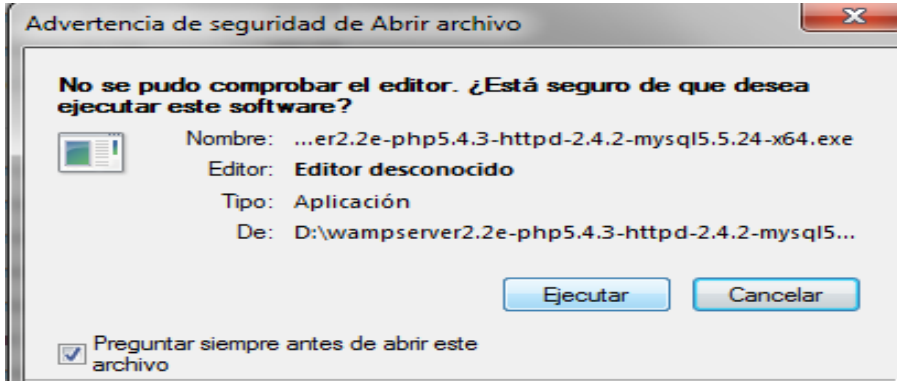 Advertencia de seguridad de Abrir archivo
No se pudo comprobar el editor. ¿Está seguro de que desea
ejecutar este software?
Nombre: ...er2.2e-php5.4.3-httpd-2.4.2-mysql5.5.24-x64.exe
Editor: Editor desconocido
Tipo: Aplicación
De: D:\wampserver2.2e-php5.4.3-httpd-2.4.2-mysql5...
Ejecutar Cancelar
Preguntar siempre antes de abrir este
archivo